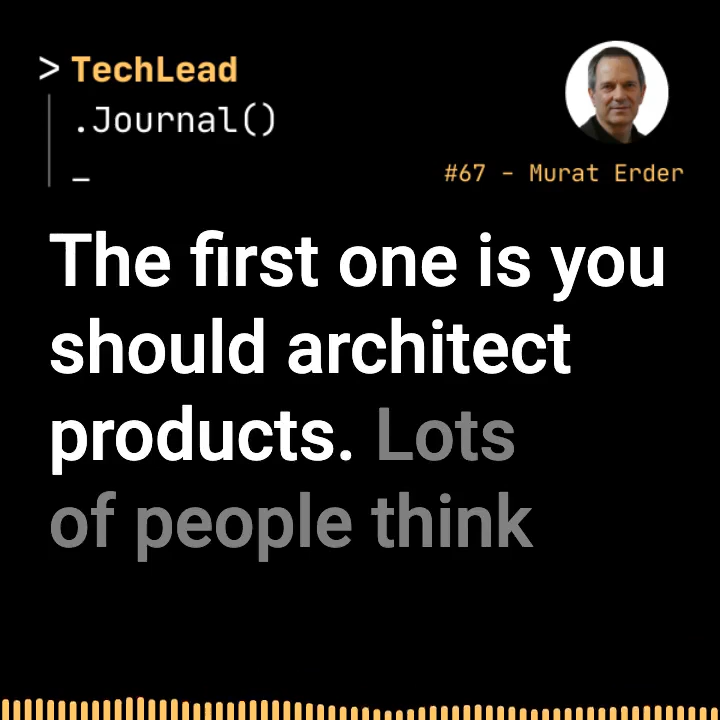 > TechLead
.Journal()
_
#67 - Murat Erder
The first one is you
should architect
products. Lots
of people think